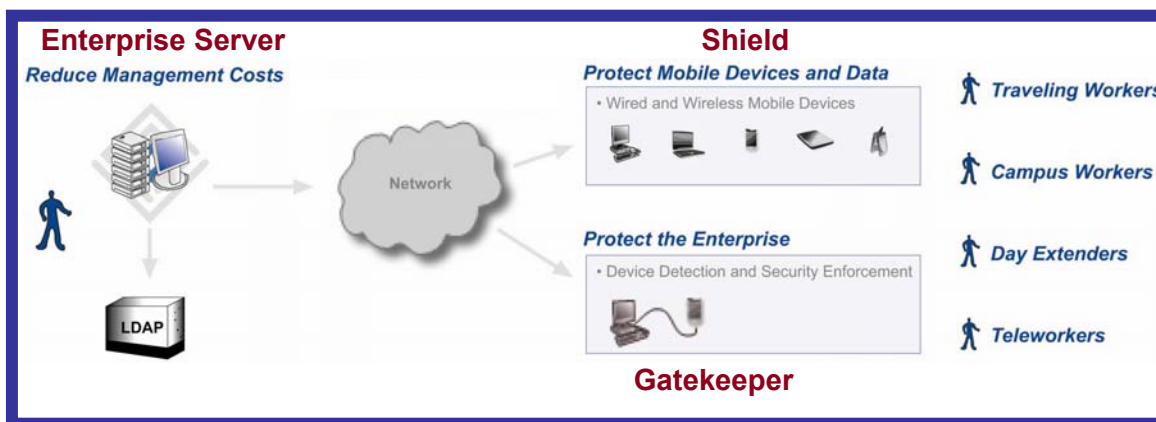 Enterprise Server
Reduce Management Costs
LDAP
Network
Shield
Protect Mobile Devices and Data
• Wired and Wireless Mobile Devices
Protect the Enterprise
• Device Detection and Security Enforcement
Gatekeeper
Traveling Workers
Campus Workers
Day Extenders
Teleworkers